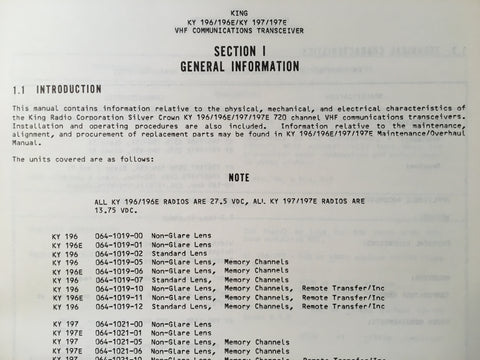 KING
KY 196/196E/KY 197/197E
VHF COMMUNICATIONS TRANSCEIVER
SECTION I
GENERAL INFORMATION
1.1 INTRODUCTION
This manual contains information relative to the physical, mechanical, and electrical characteristics of
the King Radio Corporation Silver Crown KY 196/196E/197/197E 720 channel VHF communications transceivers.
Installation and operating procedures are also included. Information relative to the maintenance,
alignment, and procurement of replacement parts may be found in KY 196/196E/KY 197/197E Maintenance/Overhaul
Manual.
The units covered are as follows:
NOTE
ALL KY 196/196E RADIOS ARE 27.5 VDC, ALL KY 197/197E RADIOS ARE
13.75 VDC.
KY 196 064-1019-00 Non-Glare Lens
KY 196E 064-1019-01 Non-Glare Lens
KY 196 064-1019-02 Standard Lens
KY 196 064-1019-05 Non-Glare Lens, Memory Channels
KY 196E 064-1019-06 Non-Glare Lens, Memory Channels
KY 196 064-1019-07 Standard Lens, Memory Channels
KY 196 064-1019-10 Non-Glare Lens, Memory Channels, Remote Transfer/Inc
KY 196E 064-1019-11 Non-Glare Lens, Memory Channels, Remote Transfer/Inc
KY 196 064-1019-12 Standard Lens, Memory Channels, Remote Transfer/Inc
KY 197 064-1021-00 Non-Glare Lens
KY 197E 064-1021-01 Non-Glare Lens
KY 197 064-1021-05 Non-Glare Lens, Memory Channels
KY 197E 064-1021-06 Non-Glare Lens, Memory Channels